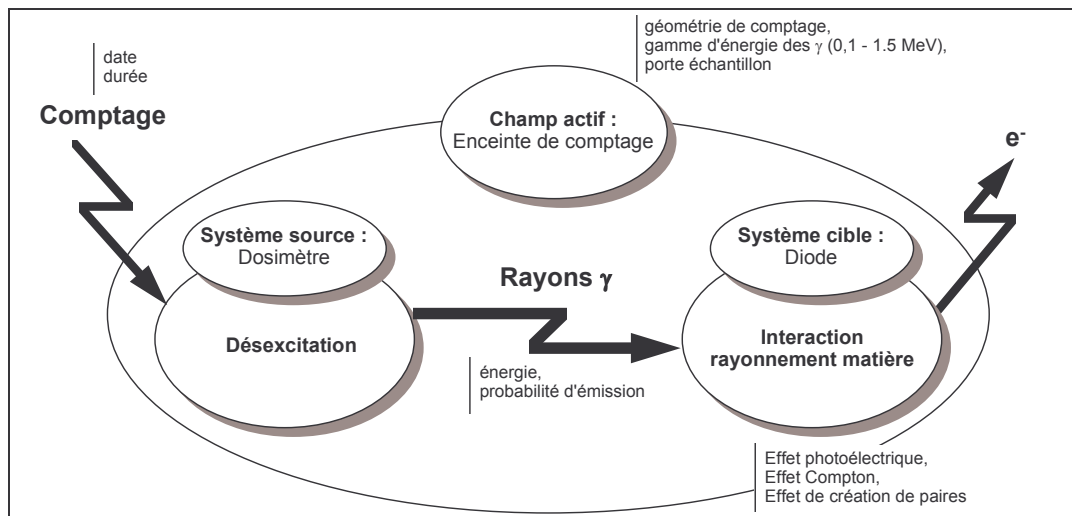 géométrie de comptage,
gamme d'énergie des γ (0,1 - 1.5 MeV),
porte échantillon
date
durée
Comptage
Champ actif :
Enceinte de comptage
e-
Système source :
Dosimètre
Système cible :
Diode
Rayons γ
Désexcitation
Interaction
rayonnement matière
énergie,
probabilité d'émission
Effet photoélectrique,
Effet Compton,
Effet de création de paires